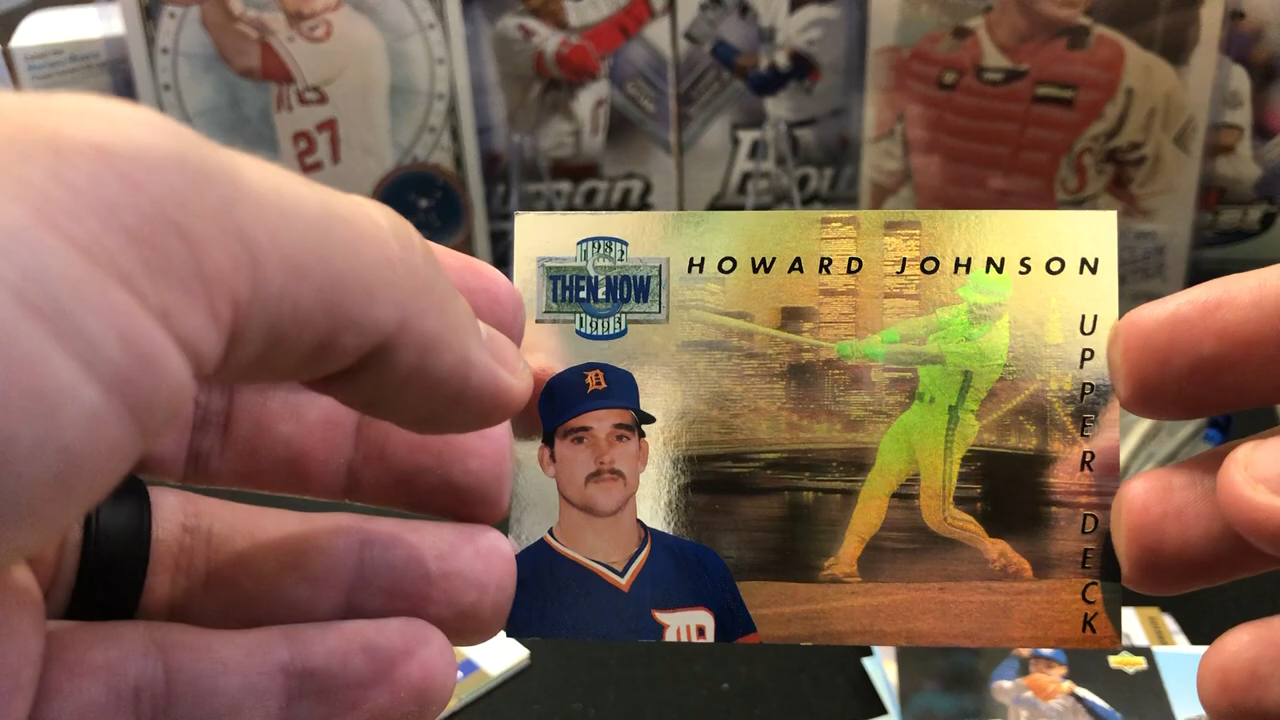 27
1982
THEN & NOW
1993
HOWARD JOHNSON
UPPER DECK
D
D
S